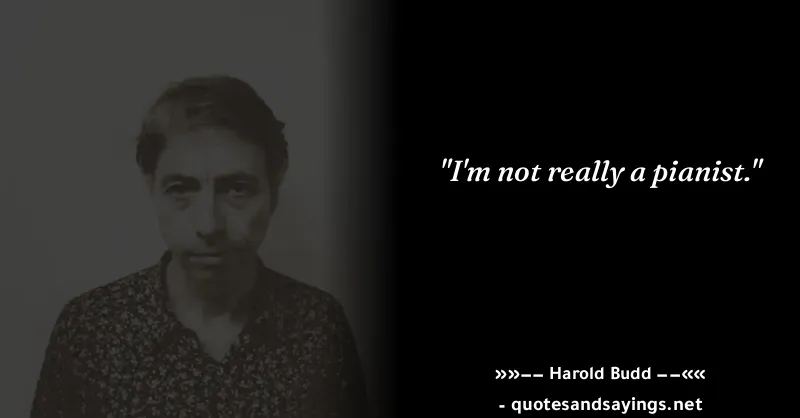 "I'm not really a pianist."
»»–– Harold Budd ––««
- quotesandsayings.net